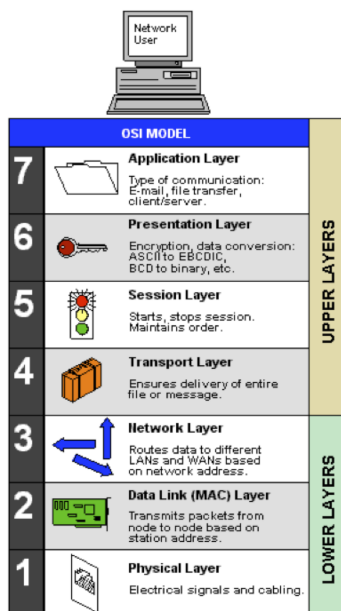 Network
User
OSI MODEL
7
Application Layer
Type of communication:
E-mail, file transfer,
client/server.
6
Presentation Layer
Encryption, data conversion:
ASCII to EBCDIC,
BCD to binary, etc.
5
Session Layer
Starts, stops session.
Maintains order.
4
Transport Layer
Ensures delivery of entire
file or message.
UPPER LAYERS
3
Network Layer
Routes data to different
LANs and WANs based
on network address.
2
Data Link (MAC) Layer
Transmits packets from
node to node based on
station address.
1
Physical Layer
Electrical signals and cabling.
LOWER LAYERS